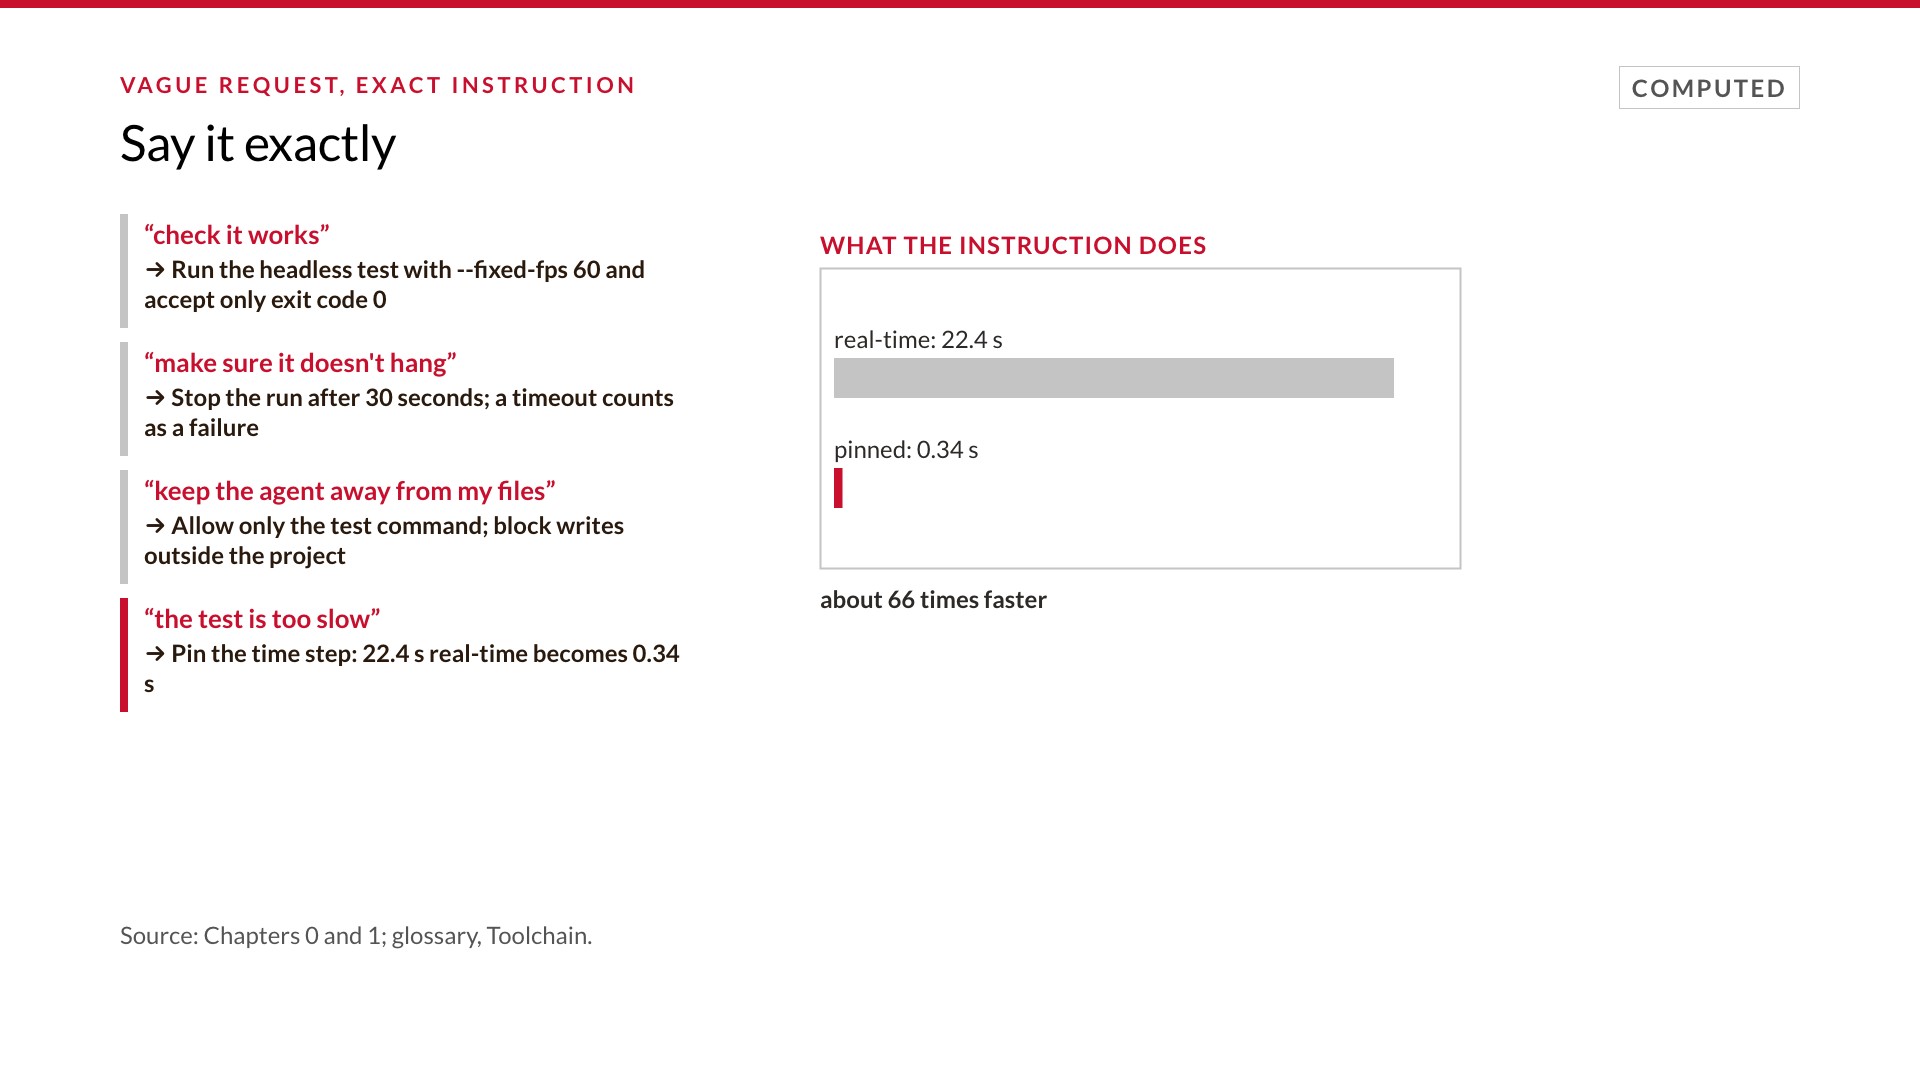 VAGUE REQUEST, EXACT INSTRUCTION
COMPUTED
Say it exactly
“check it works”
→ Run the headless test with --fixed-fps 60 and
accept only exit code 0
“make sure it doesn't hang”
→ Stop the run after 30 seconds; a timeout counts
as a failure
“keep the agent away from my files”
→ Allow only the test command; block writes
outside the project
“the test is too slow”
→ Pin the time step: 22.4 s real-time becomes 0.34
s
WHAT THE INSTRUCTION DOES
real-time: 22.4 s
pinned: 0.34 s
about 66 times faster
Source: Chapters 0 and 1; glossary, Toolchain.